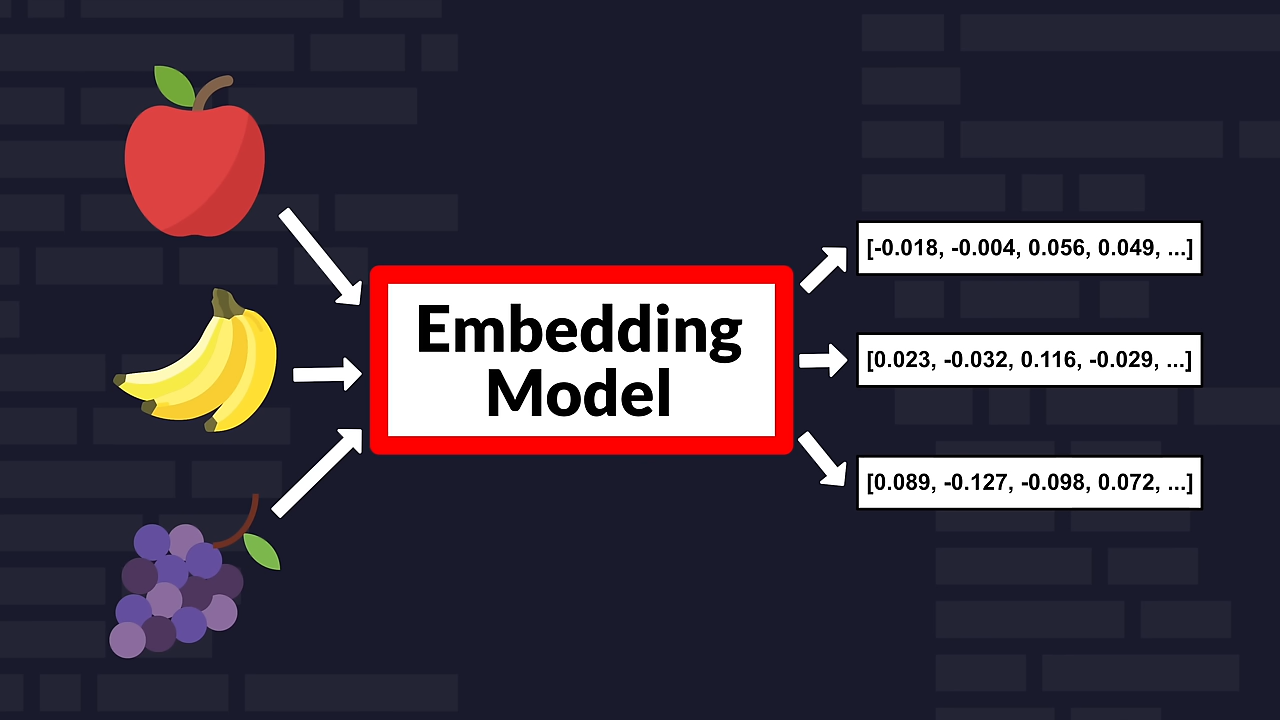 Embedding
Model
[-0.018, -0.004, 0.056, 0.049, ...]
[0.023, -0.032, 0.116, -0.029, ...]
[0.089, -0.127, -0.098, 0.072, ...]